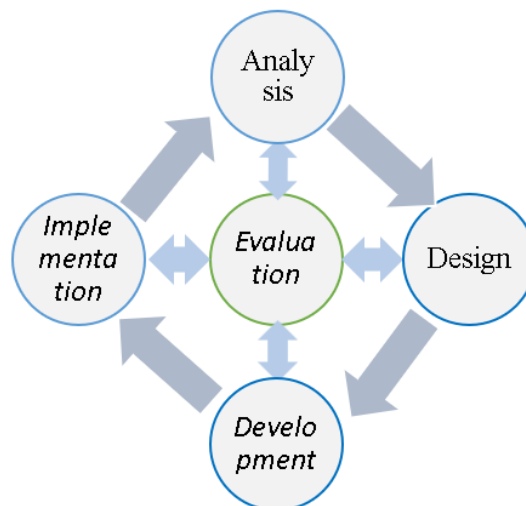 Analy
sis
Imple
menta
tion
Evalua
tion
Design
Develo
pment